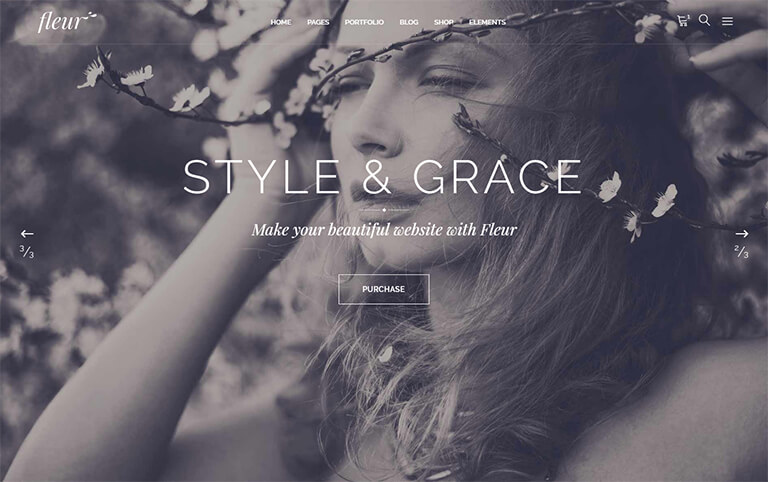 fleur
HOME PAGES PORTFOLIO BLOG SHOP ELEMENTS
1
STYLE & GRACE
Make your beautiful website with Fleur
3/3
2/3
PURCHASE